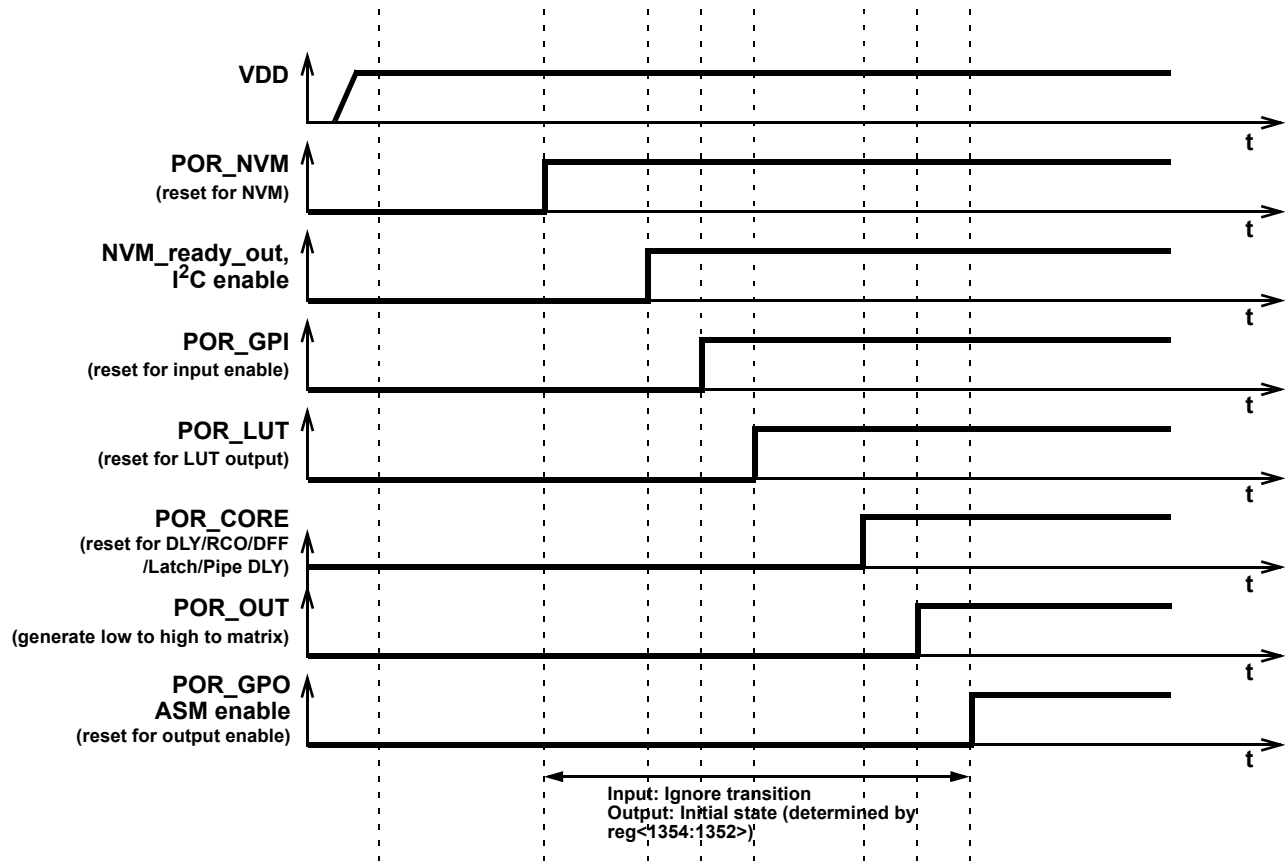 VDD
t
POR_NVM
(reset for NVM)
t
NVM_ready_out,
I²C enable
t
POR_GPI
(reset for input enable)
t
POR_LUT
(reset for LUT output)
t
POR_CORE
(reset for DLY/RCO/DFF
/Latch/Pipe DLY)
t
POR_OUT
(generate low to high to matrix)
t
POR_GPO
ASM enable
(reset for output enable)
t
Input: Ignore transition
Output: Initial state (determined by
reg<1354:1352>)